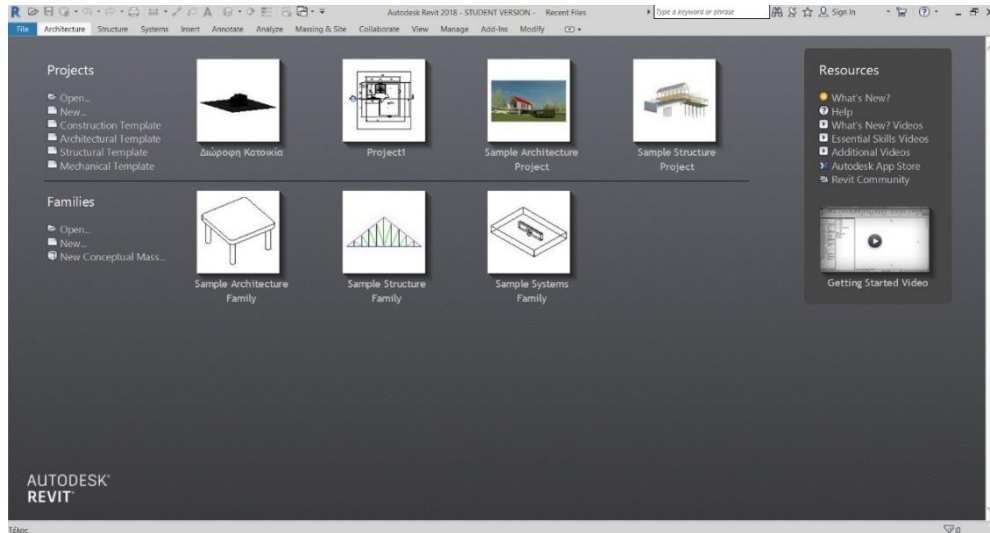 Autodesk Revit 2018 - STUDENT VERSION - Recent Files
Type a keyword or phrase
Sign In
File Architecture Structure Systems Insert Annotate Analyze Massing & Site Collaborate View Manage Add-Ins Modify
Projects
Open...
New...
Construction Template
Architectural Template
Structural Template
Mechanical Template
Διώροφη Κατοικία
Project1
Sample Architecture
Project
Sample Structure
Project
Families
Open...
New...
New Conceptual Mass...
Sample Architecture
Family
Sample Structure
Family
Sample Systems
Family
Resources
What's New?
Help
What's New? Videos
Essential Skills Videos
Additional Videos
Autodesk App Store
Revit Community
Getting Started Video
AUTODESK®
REVIT®
Τέλος
:0